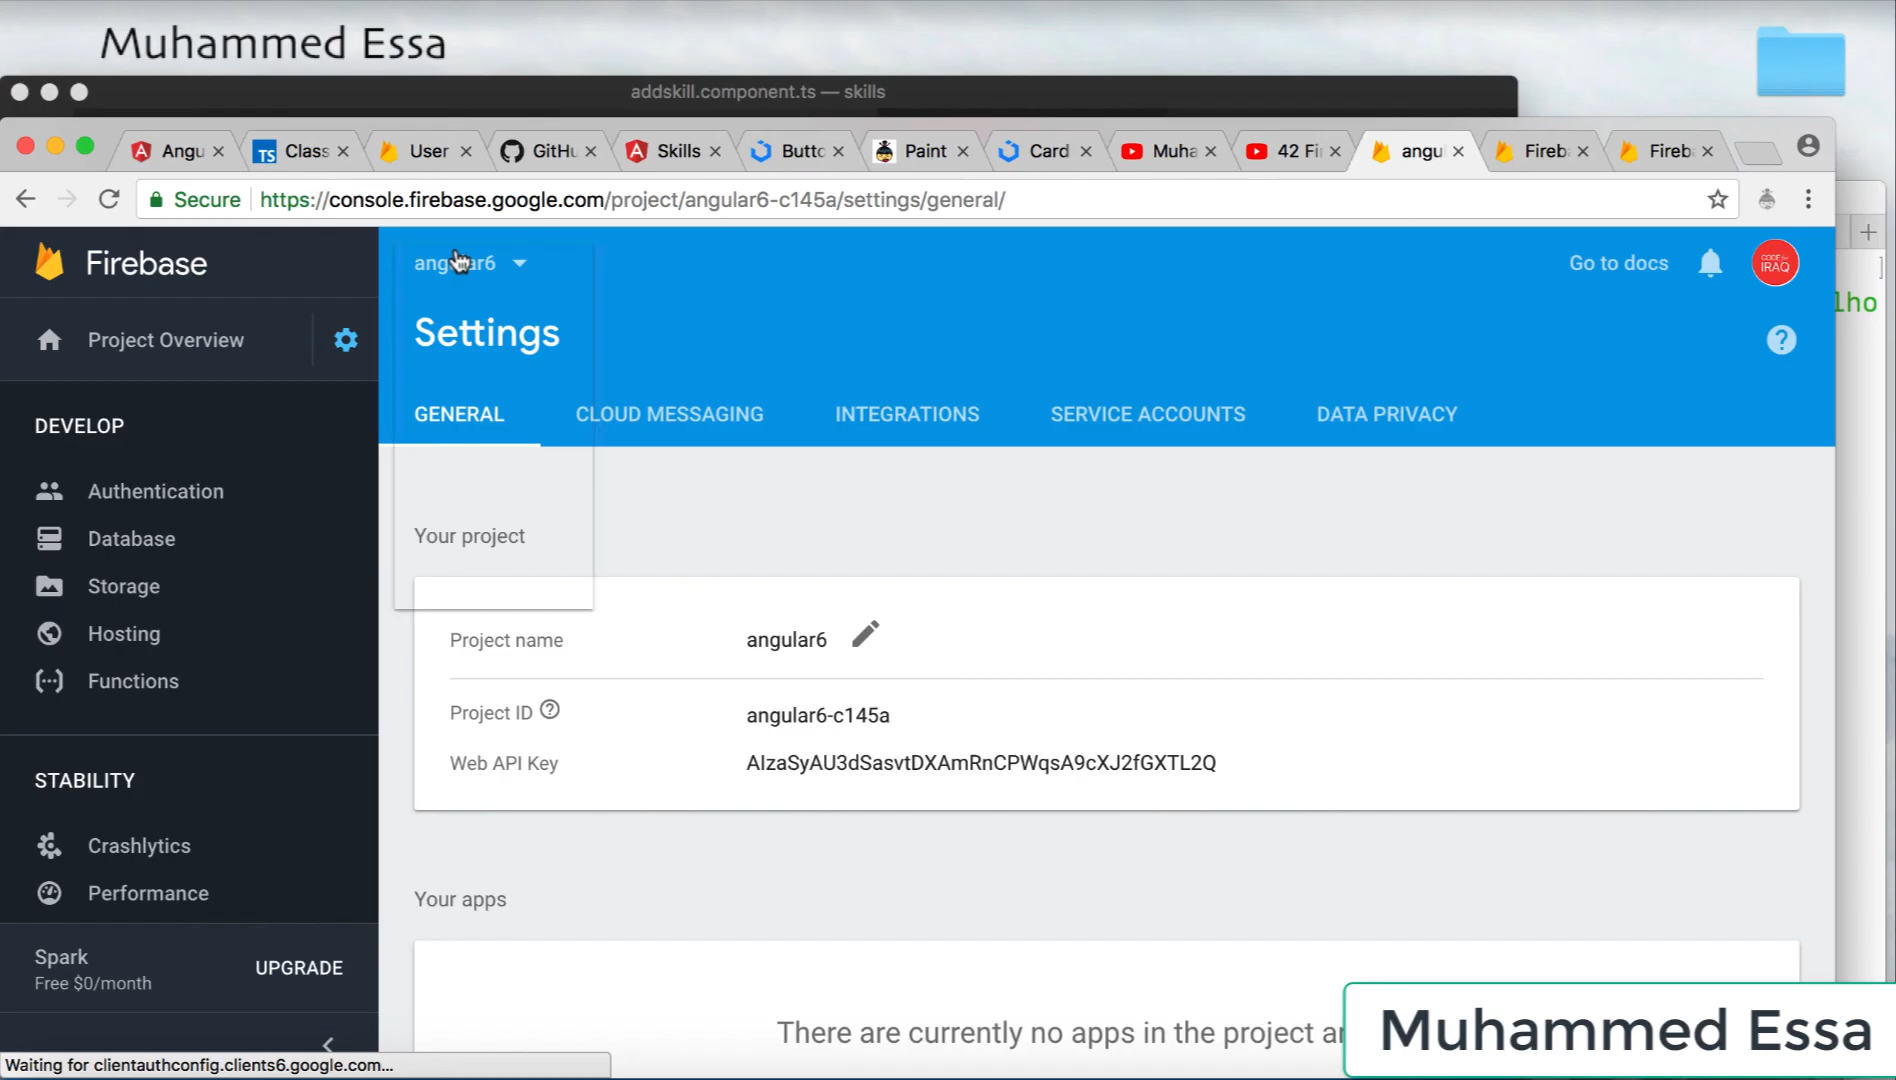 Muhammed Essa
addskill.component.ts — skills
Angu
Class
User
GitHu
Skills
Butto
Paint
Card
Muha
42 Fi
angu
Fireb
Fireb
Secure
https://console.firebase.google.com/project/angular6-c145a/settings/general/
Firebase
angular6
Go to docs
CODE for
IRAQ
lho
Project Overview
Settings
GENERAL
CLOUD MESSAGING
INTEGRATIONS
SERVICE ACCOUNTS
DATA PRIVACY
DEVELOP
Authentication
Database
Storage
Hosting
Functions
STABILITY
Crashlytics
Performance
Spark
Free $0/month
UPGRADE
Your project
Project name
angular6
Project ID
angular6-c145a
Web API Key
AIzaSyAU3dSasvtDXAmRnCPWqsA9cXJ2fGXTL2Q
Your apps
There are currently no apps in the project a
Muhammed Essa
Waiting for clientauthconfig.clients6.google.com...